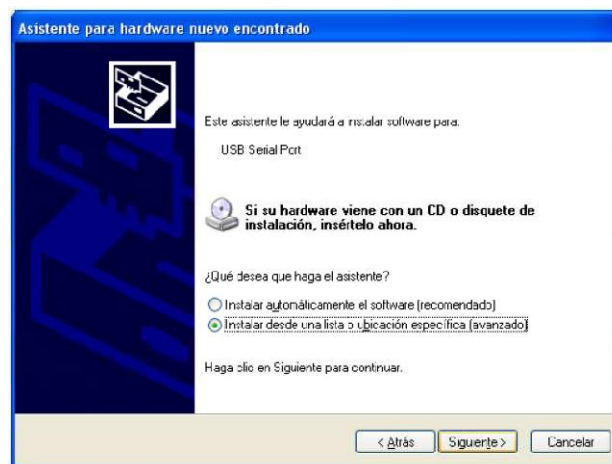 Asistente para hardware nuevo encontrado
Este asistente le ayudará a instalar software para:
USB Serial Port
Si su hardware viene con un CD o disquete de
instalación, insértelo ahora.
¿Qué desea que haga el asistente?
Instalar automáticamente el software (recomendado)
Instalar desde una lista o ubicación específica (avanzado)
Haga clic en Siguiente para continuar.
< Atrás
Siguiente >
Cancelar